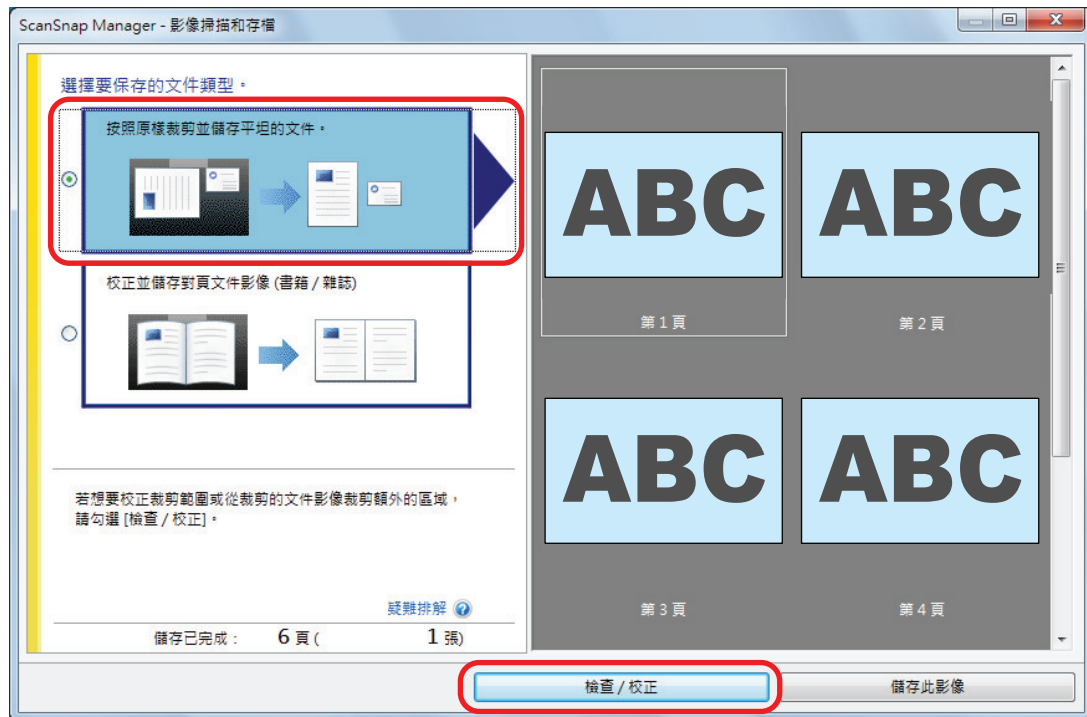 ScanSnap Manager - 影像掃描和存檔
選擇要保存的文件類型。
按照原樣裁剪並儲存平坦的文件。
校正並儲存對頁文件影像 (書籍 / 雜誌)
若想要校正裁剪範圍或從裁剪的文件影像裁剪額外的區域，
請勾選 [檢查 / 校正]。
疑難排解
儲存已完成： 6 頁 ( 1 張)
ABC
ABC
第 1 頁
第 2 頁
ABC
ABC
第 3 頁
第 4 頁
檢查 / 校正
儲存此影像